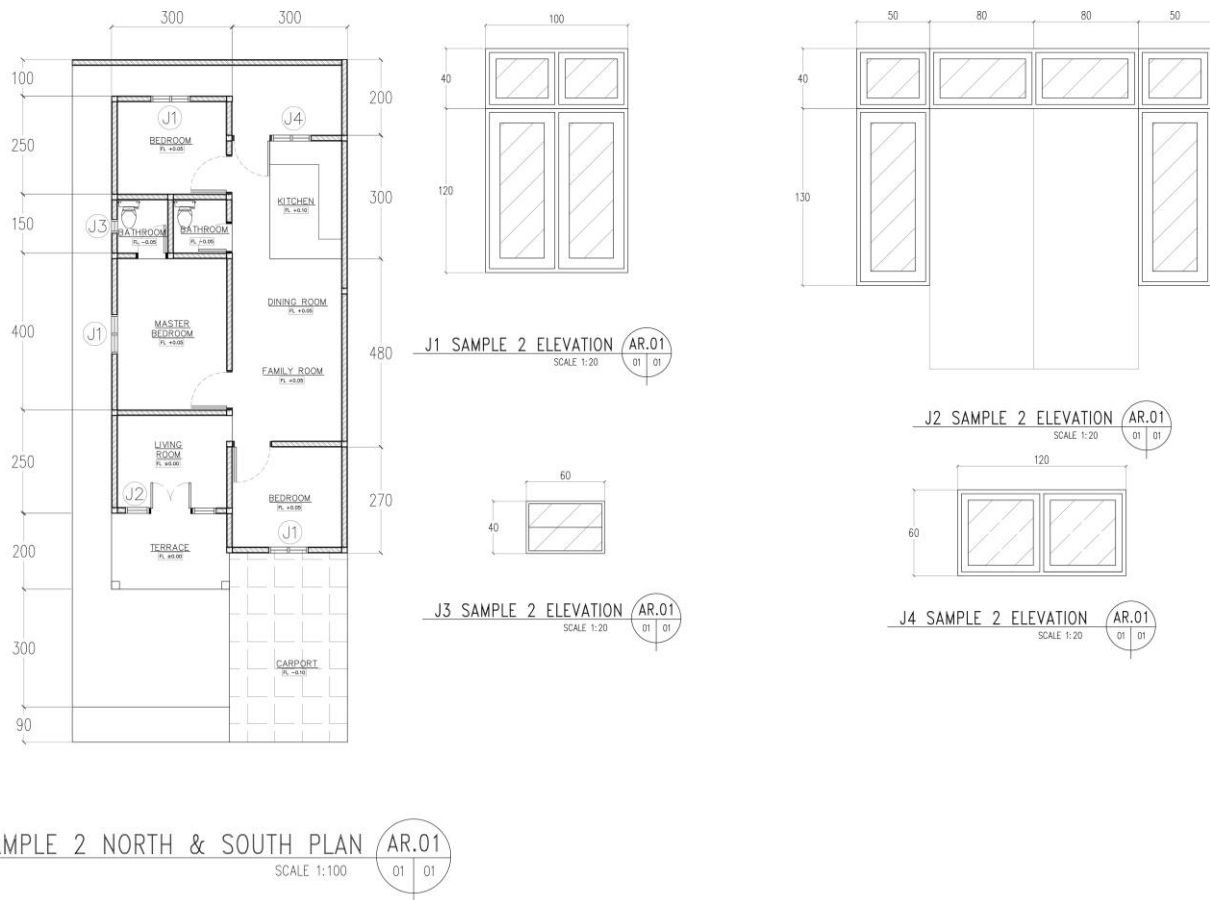 300 300
100
250
150
400
250
200
300
90
200
300
480
270
J1
BEDROOM
FL +0.05
J4
KITCHEN
FL +0.10
J3
BATHROOM
FL -0.05
BATHROOM
FL -0.05
DINING ROOM
FL +0.05
MASTER
BEDROOM
FL +0.05
J1
FAMILY ROOM
FL +0.05
LIVING
ROOM
FL ±0.00
J2
BEDROOM
FL +0.05
J1
TERRACE
FL ±0.00
CARPORT
FL -0.10
AMPLE 2 NORTH & SOUTH PLAN
SCALE 1:100
AR.01
01 01
100
40
120
J1 SAMPLE 2 ELEVATION
SCALE 1:20
AR.01
01 01
50 80 80 50
40
130
J2 SAMPLE 2 ELEVATION
SCALE 1:20
AR.01
01 01
60
40
J3 SAMPLE 2 ELEVATION
SCALE 1:20
AR.01
01 01
120
60
J4 SAMPLE 2 ELEVATION
SCALE 1:20
AR.01
01 01